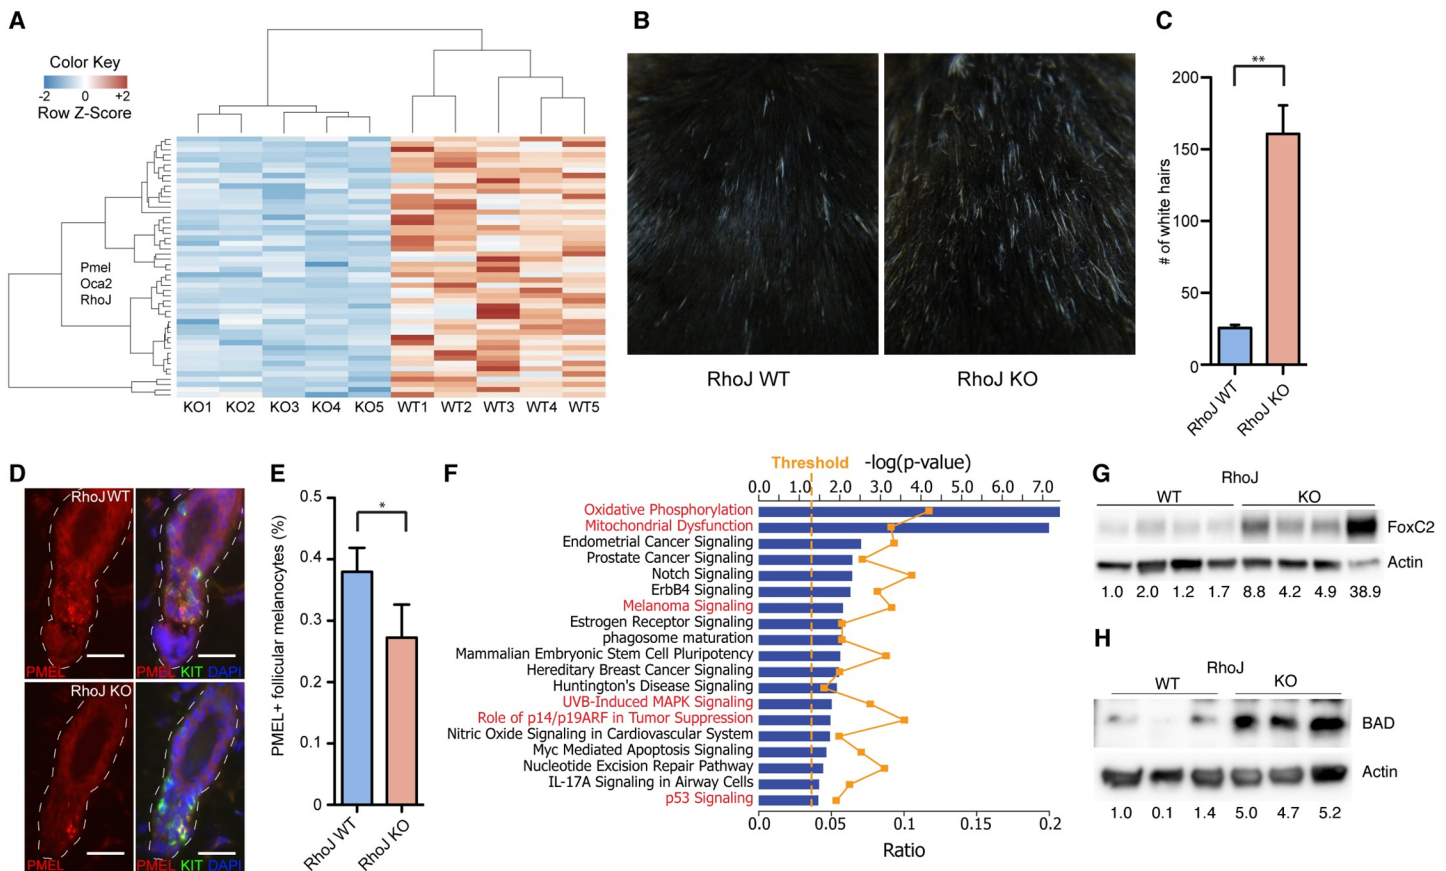 A
Color Key
-2 0 +2
Row Z-Score
Pmel
Oca2
RhoJ
KO1 KO2 KO3 KO4 KO5 WT1 WT2 WT3 WT4 WT5
B
RhoJ WT RhoJ KO
C
**
# of white hairs
200
150
100
50
0
RhoJ WT
RhoJ KO
D
RhoJ WT
PMEL PMEL KIT DAPI
RhoJ KO
PMEL PMEL KIT DAPI
E
*
PMEL+ follicular melanocytes (%)
0.5
0.4
0.3
0.2
0.1
0
RhoJ WT
RhoJ KO
F
Threshold -log(p-value)
0.0 1.0 2.0 3.0 4.0 5.0 6.0 7.0
Oxidative Phosphorylation
Mitochondrial Dysfunction
Endometrial Cancer Signaling
Prostate Cancer Signaling
Notch Signaling
ErbB4 Signaling
Melanoma Signaling
Estrogen Receptor Signaling
phagosome maturation
Mammalian Embryonic Stem Cell Pluripotency
Hereditary Breast Cancer Signaling
Huntington's Disease Signaling
UVB-Induced MAPK Signaling
Role of p14/p19ARF in Tumor Suppression
Nitric Oxide Signaling in Cardiovascular System
Myc Mediated Apoptosis Signaling
Nucleotide Excision Repair Pathway
IL-17A Signaling in Airway Cells
p53 Signaling
0.0 0.05 0.1 0.15 0.2
Ratio
G
RhoJ
WT KO
FoxC2
Actin
1.0 2.0 1.2 1.7 8.8 4.2 4.9 38.9
H
RhoJ
WT KO
BAD
Actin
1.0 0.1 1.4 5.0 4.7 5.2